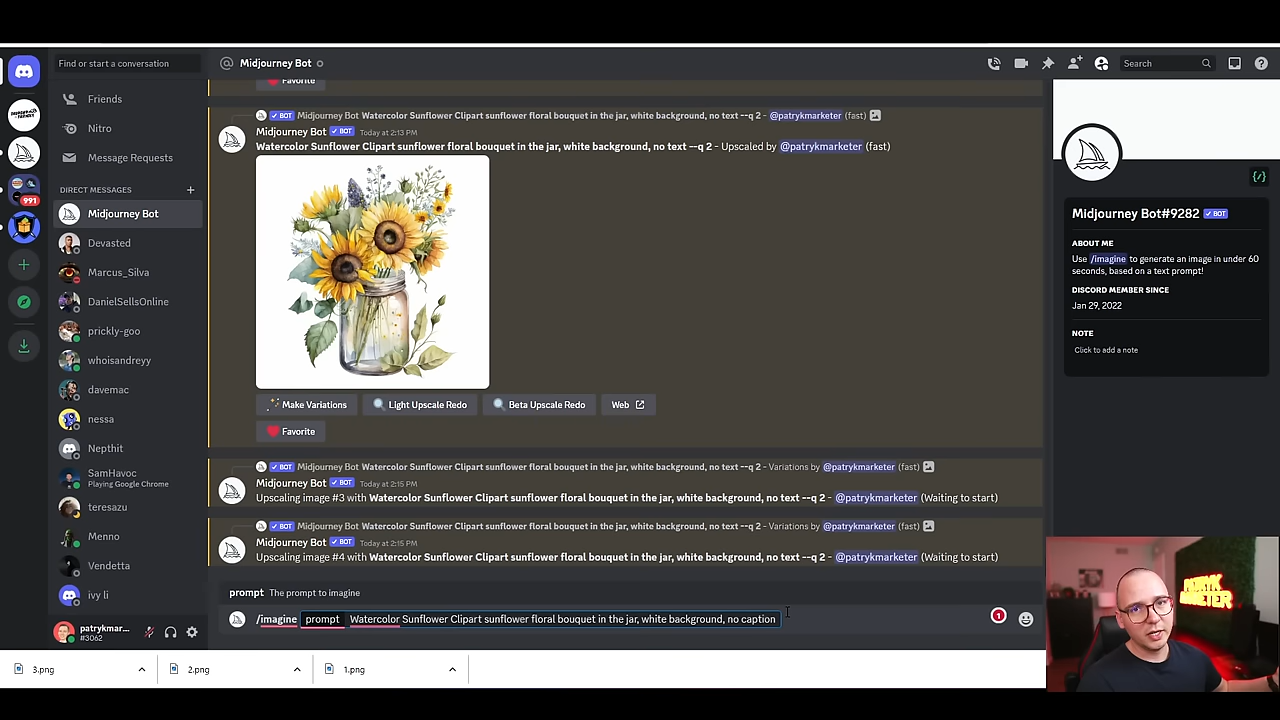 Find or start a conversation
Midjourney Bot
Search
Friends
Nitro
Message Requests
DIRECT MESSAGES
Midjourney Bot
Devasted
Marcus_Silva
DanielSellsOnline
prickly-goo
whoisandreyy
davemac
nessa
Nepthit
SamHavoc
Playing Google Chrome
teresazu
Menno
Vendetta
ivy li
patrykmar...
#3062
991
Favorite
BOT Midjourney Bot Watercolor Sunflower Clipart sunflower floral bouquet in the jar, white background, no text --q 2 - @patrykmarketer (fast)
Midjourney Bot BOT Today at 2:13 PM
Watercolor Sunflower Clipart sunflower floral bouquet in the jar, white background, no text --q 2 - Upscaled by @patrykmarketer (fast)
Make Variations Light Upscale Redo Beta Upscale Redo Web
Favorite
BOT Midjourney Bot Watercolor Sunflower Clipart sunflower floral bouquet in the jar, white background, no text --q 2 - Variations by @patrykmarketer (fast)
Midjourney Bot BOT Today at 2:15 PM
Upscaling image #3 with Watercolor Sunflower Clipart sunflower floral bouquet in the jar, white background, no text --q 2 - @patrykmarketer (Waiting to start)
BOT Midjourney Bot Watercolor Sunflower Clipart sunflower floral bouquet in the jar, white background, no text --q 2 - Variations by @patrykmarketer (fast)
Midjourney Bot BOT Today at 2:15 PM
Upscaling image #4 with Watercolor Sunflower Clipart sunflower floral bouquet in the jar, white background, no text --q 2 - @patrykmarketer (Waiting to start)
prompt The prompt to imagine
/imagine prompt Watercolor Sunflower Clipart sunflower floral bouquet in the jar, white background, no caption
1
Midjourney Bot#9282 BOT
ABOUT ME
Use /imagine to generate an image in under 60
seconds, based on a text prompt!
DISCORD MEMBER SINCE
Jan 29, 2022
NOTE
Click to add a note
PATRYK
MARKETER
3.png
2.png
1.png